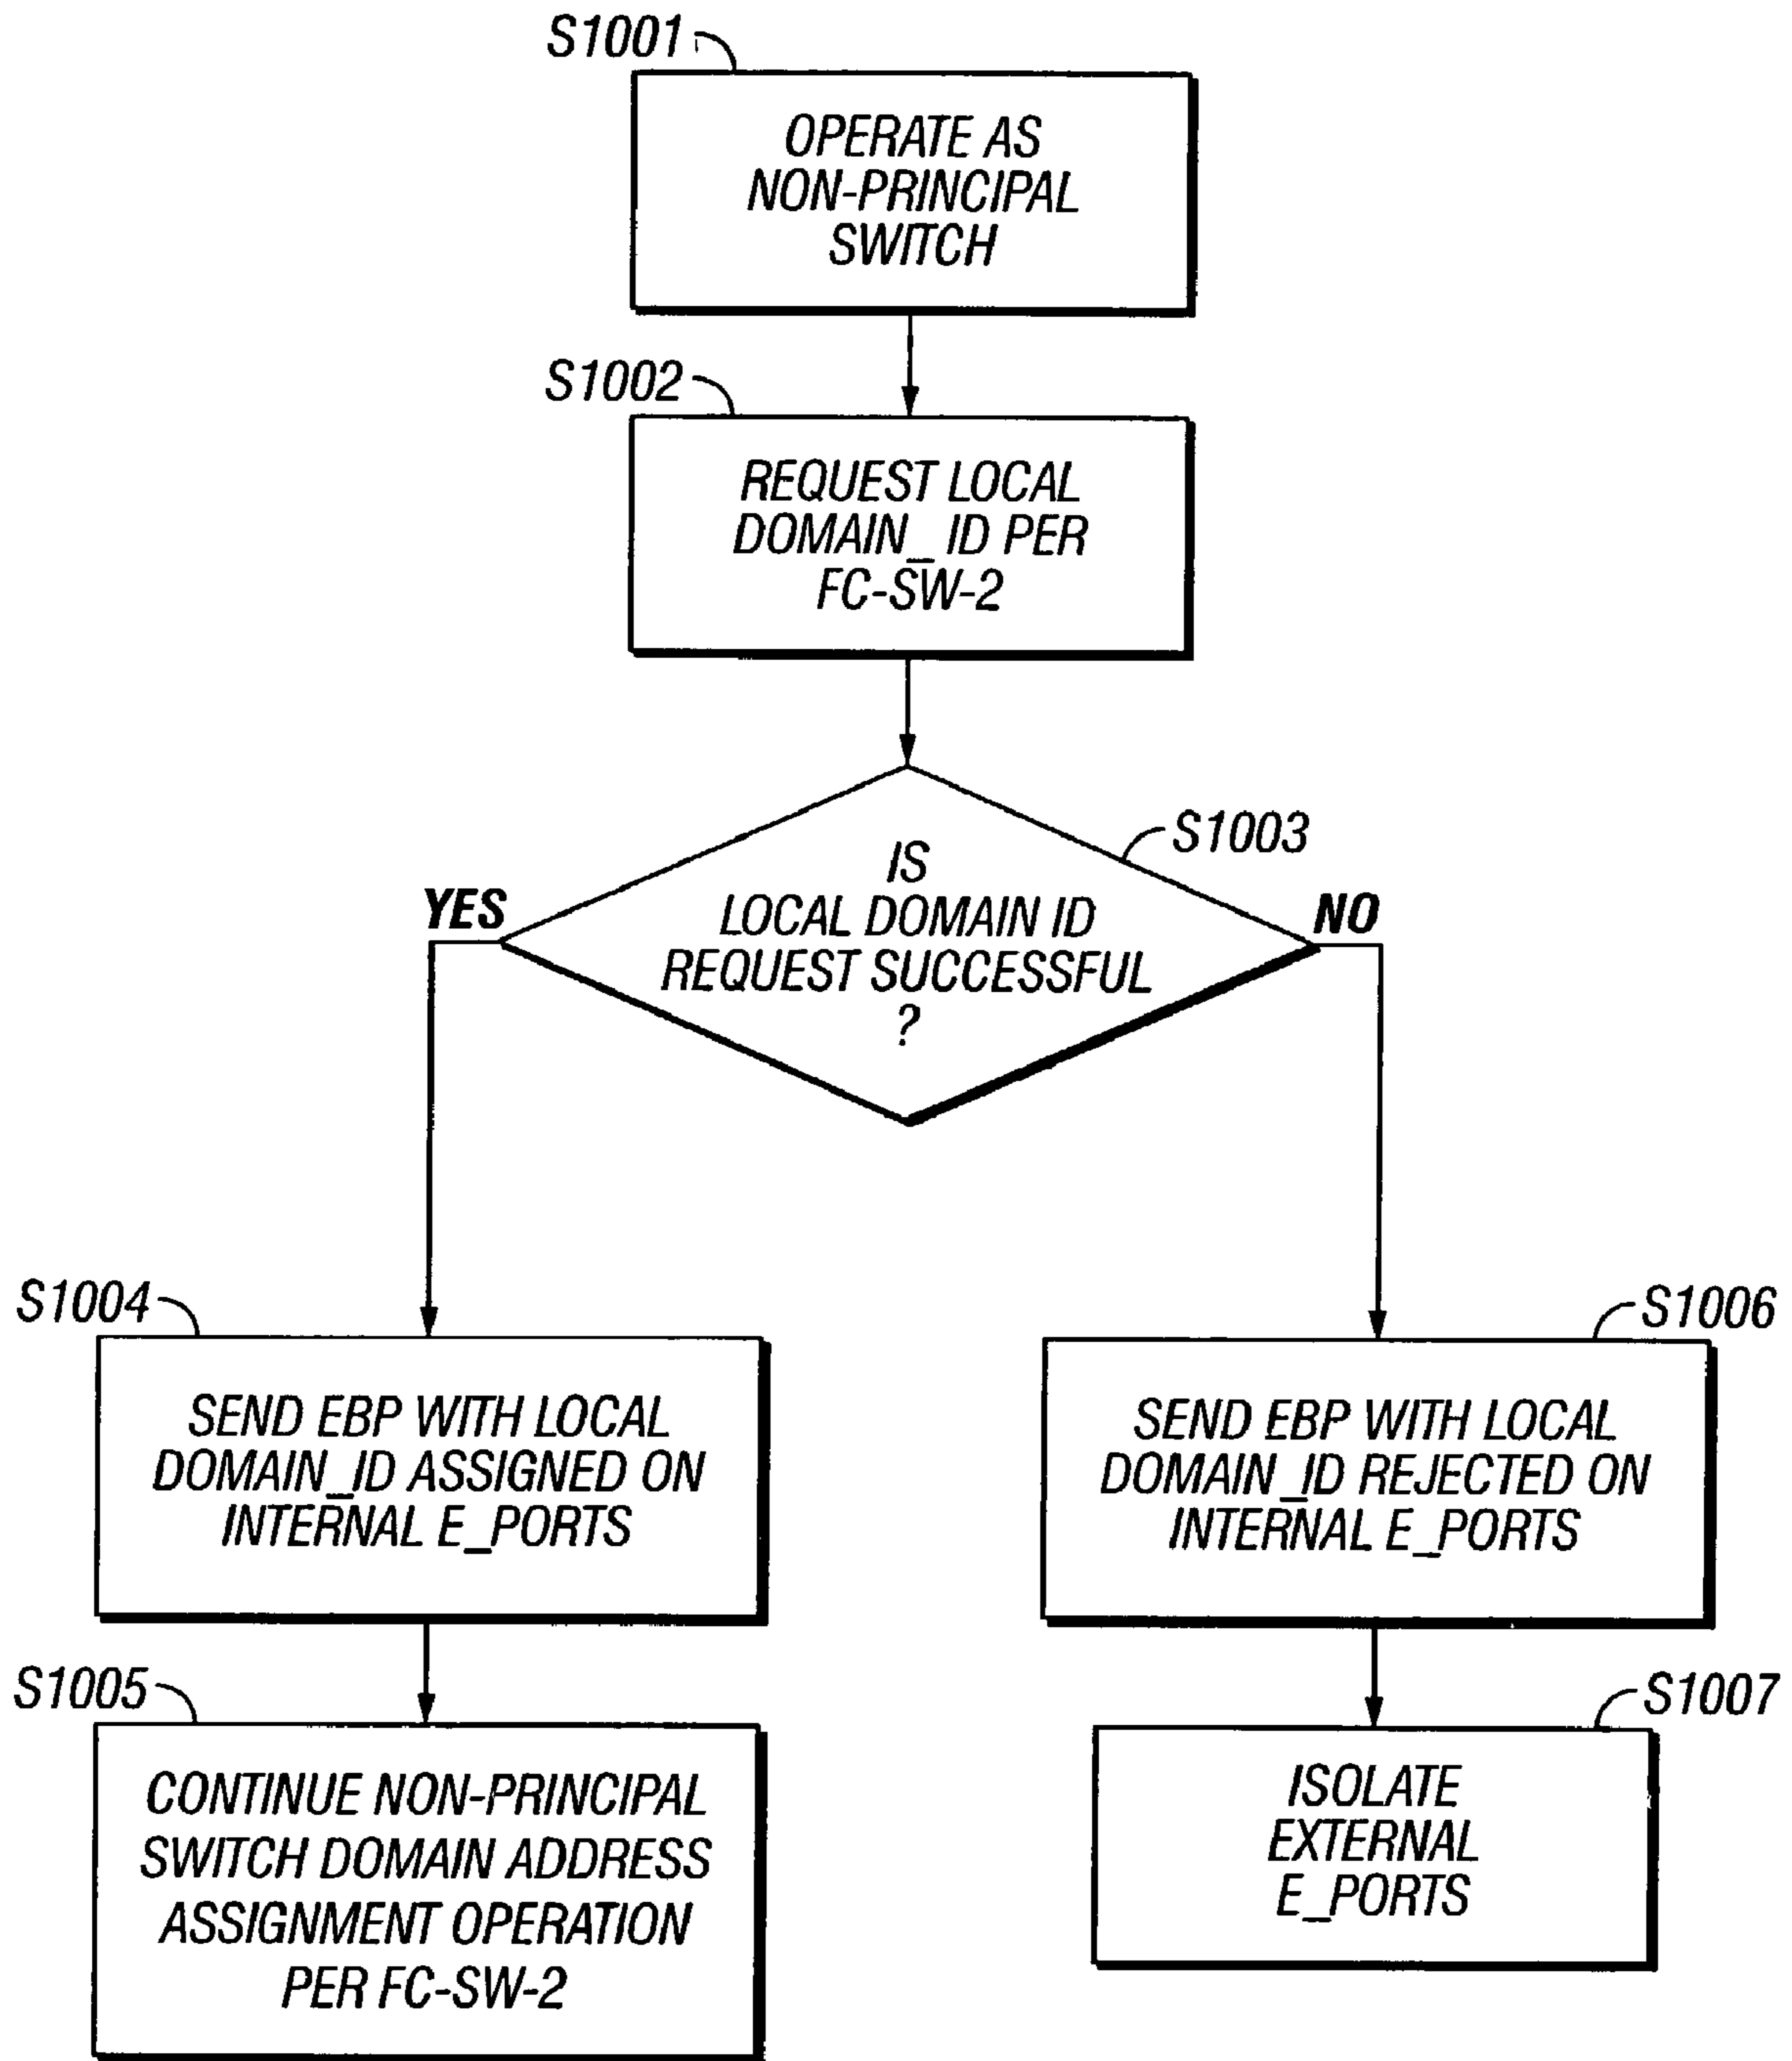 S1001
OPERATE AS
NON-PRINCIPAL
SWITCH
S1002
REQUEST LOCAL
DOMAIN_ID PER
FC-SW-2
S1003
IS
LOCAL DOMAIN ID
REQUEST SUCCESSFUL
?
YES
NO
S1004
SEND EBP WITH LOCAL
DOMAIN_ID ASSIGNED ON
INTERNAL E_PORTS
S1006
SEND EBP WITH LOCAL
DOMAIN_ID REJECTED ON
INTERNAL E_PORTS
S1005
CONTINUE NON-PRINCIPAL
SWITCH DOMAIN ADDRESS
ASSIGNMENT OPERATION
PER FC-SW-2
S1007
ISOLATE
EXTERNAL
E_PORTS